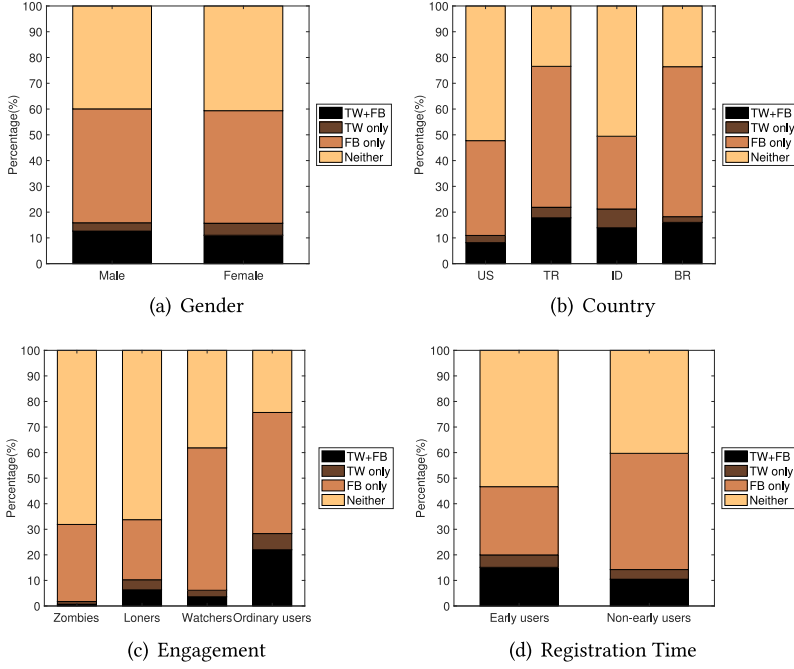 100
90
80
70
60
50
40
30
20
10
0
Percentage(%)
Male
Female
TW+FB
TW only
FB only
Neither
(a) Gender
100
90
80
70
60
50
40
30
20
10
0
Percentage(%)
US
TR
ID
BR
TW+FB
TW only
FB only
Neither
(b) Country
100
90
80
70
60
50
40
30
20
10
0
Percentage(%)
Zombies
Loners
Watchers
Ordinary users
TW+FB
TW only
FB only
Neither
(c) Engagement
100
90
80
70
60
50
40
30
20
10
0
Percentage(%)
Early users
Non-early users
TW+FB
TW only
FB only
Neither
(d) Registration Time